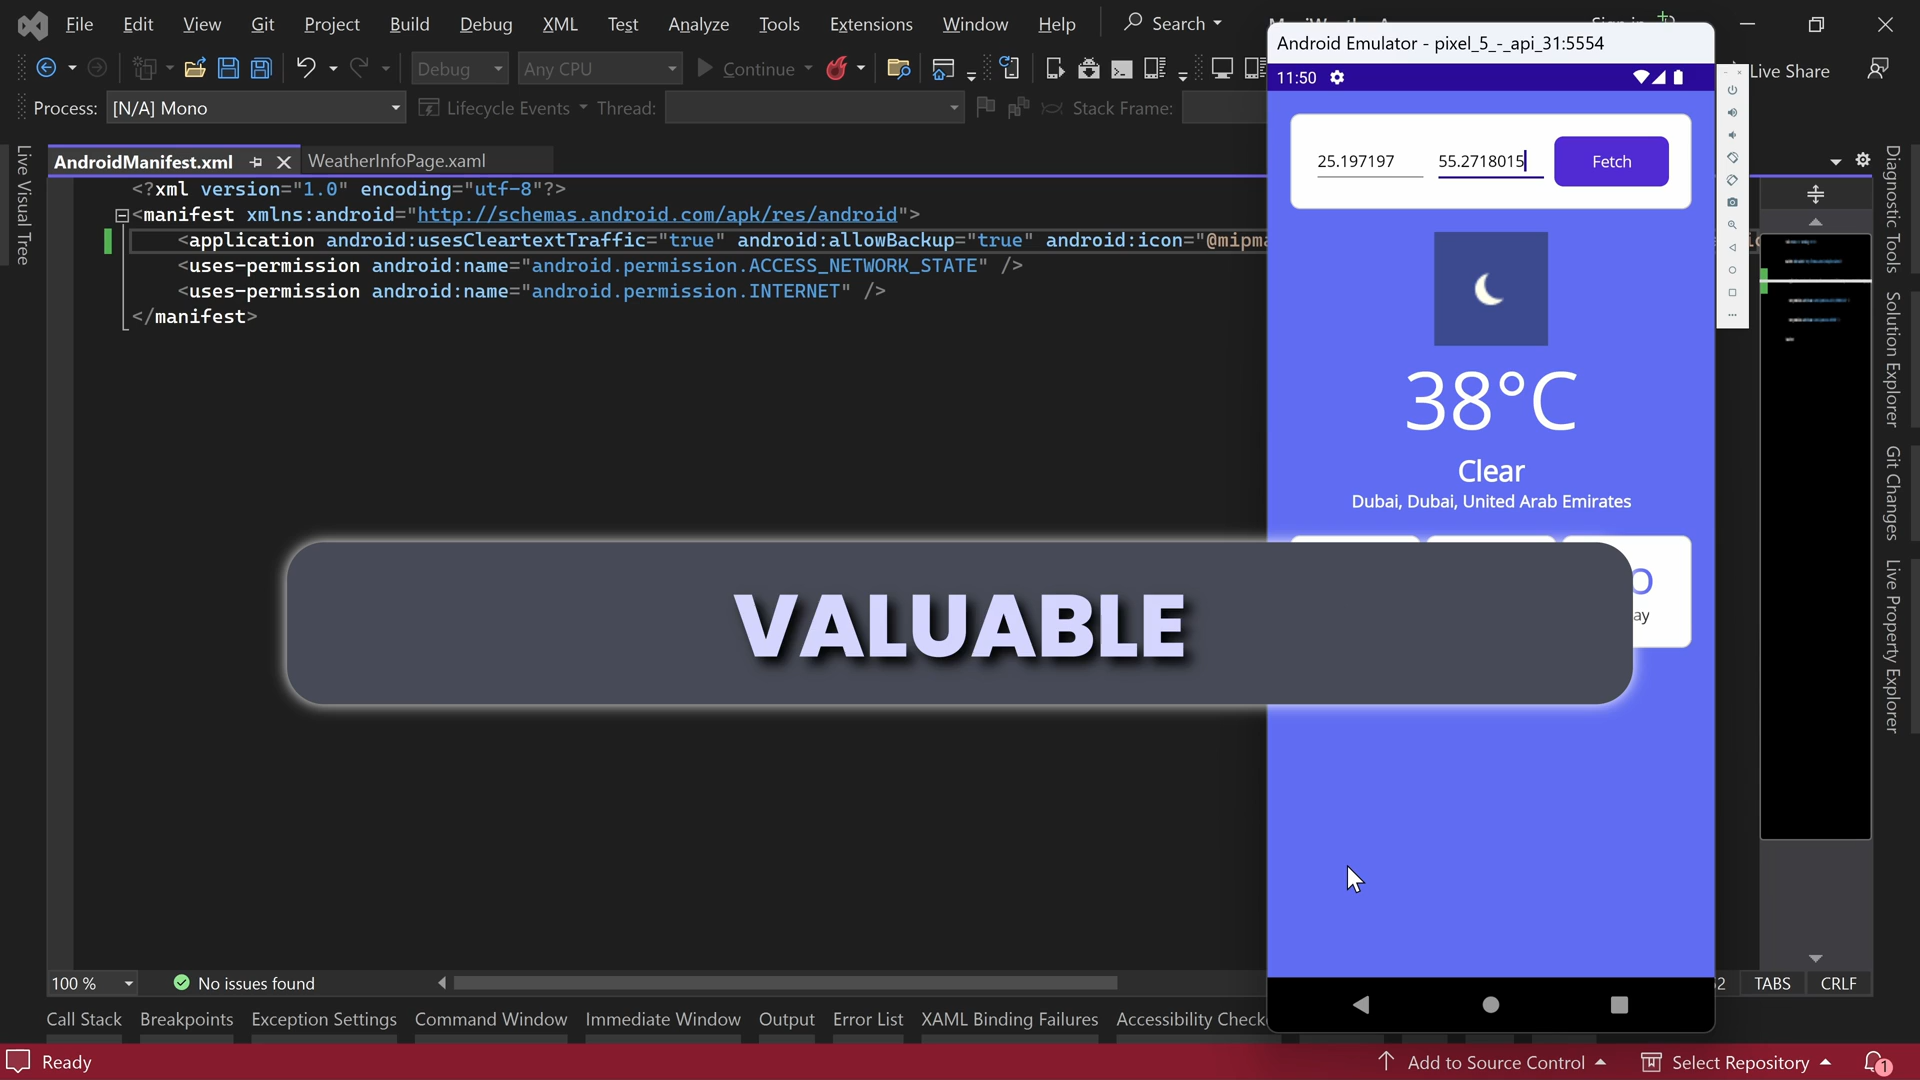 File Edit View Git Project Build Debug XML Test Analyze Tools Extensions Window Help Search
Android Emulator - pixel_5_-_api_31:5554
Debug Any CPU Continue Live Share
11:50
Process: [N/A] Mono Lifecycle Events Thread: Stack Frame:
25.197197 55.2718015 Fetch
Live Visual Tree
AndroidManifest.xml WeatherInfoPage.xaml
<?xml version="1.0" encoding="utf-8"?>
<manifest xmlns:android="http://schemas.android.com/apk/res/android">
<application android:usesCleartextTraffic="true" android:allowBackup="true" android:icon="@mipma
<uses-permission android:name="android.permission.ACCESS_NETWORK_STATE" />
<uses-permission android:name="android.permission.INTERNET" />
</manifest>
38°C
Clear
Dubai, Dubai, United Arab Emirates
VALUABLE
ay
Diagnostic Tools
Solution Explorer
Git Changes
Live Property Explorer
100 % No issues found TABS CRLF
Call Stack Breakpoints Exception Settings Command Window Immediate Window Output Error List XAML Binding Failures Accessibility Check
Ready Add to Source Control Select Repository 1